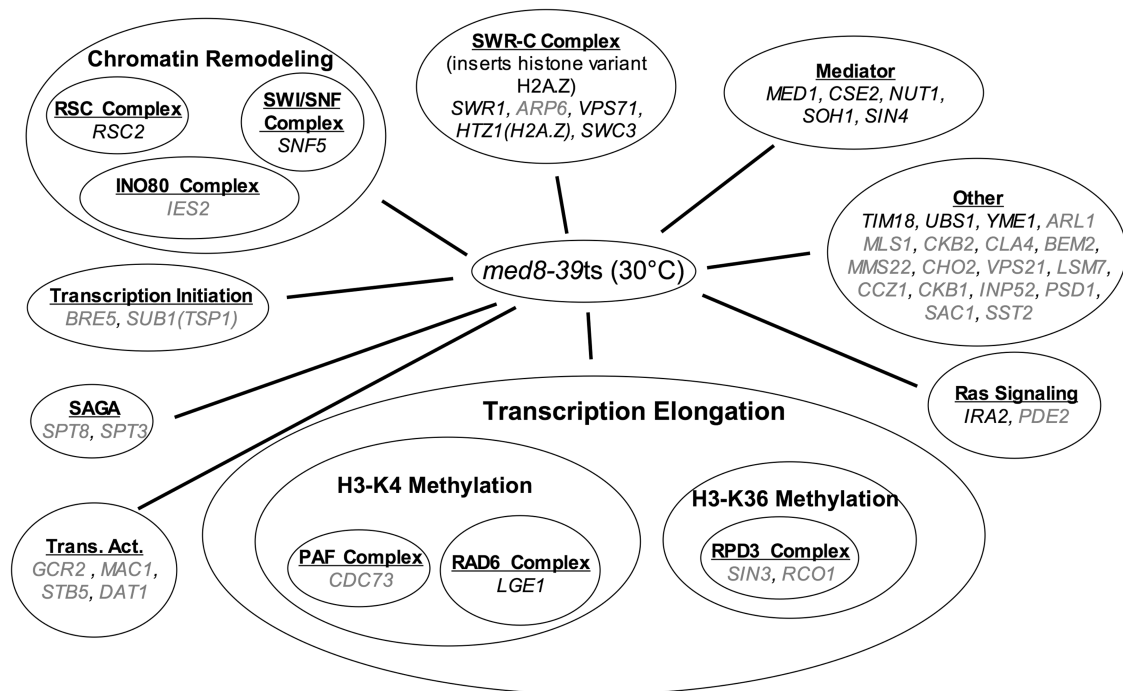 Chromatin Remodeling
RSC Complex
RSC2
SWI/SNF
Complex
SNF5
INO80 Complex
IES2
SWR-C Complex
(inserts histone variant
H2A.Z)
SWR1, ARP6, VPS71,
HTZ1(H2A.Z), SWC3
Mediator
MED1, CSE2, NUT1,
SOH1, SIN4
Other
TIM18, UBS1, YME1, ARL1
MLS1, CKB2, CLA4, BEM2,
MMS22, CHO2, VPS21, LSM7,
CCZ1, CKB1, INP52, PSD1,
SAC1, SST2
med8-39ts (30°C)
Transcription Initiation
BRE5, SUB1(TSP1)
SAGA
SPT8, SPT3
Trans. Act.
GCR2 , MAC1,
STB5, DAT1
Ras Signaling
IRA2, PDE2
Transcription Elongation
H3-K4 Methylation
PAF Complex
CDC73
RAD6 Complex
LGE1
H3-K36 Methylation
RPD3 Complex
SIN3, RCO1